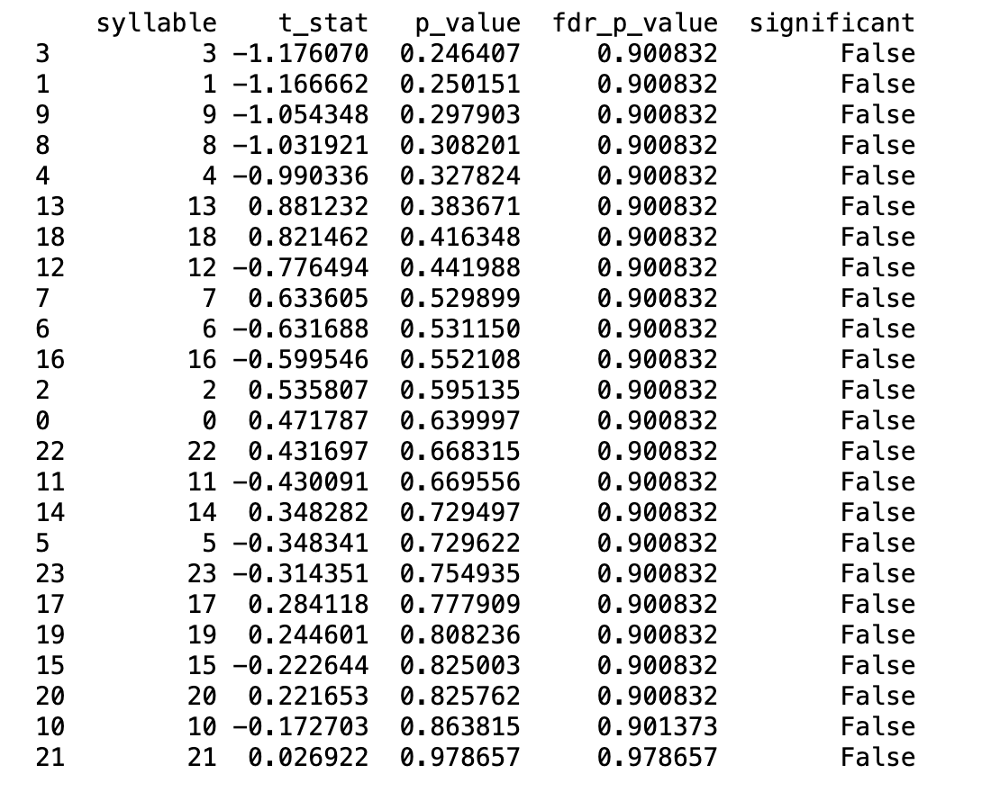 syllable t_stat p_value fdr_p_value significant
3 3 -1.176070 0.246407 0.900832 False
1 1 -1.166662 0.250151 0.900832 False
9 9 -1.054348 0.297903 0.900832 False
8 8 -1.031921 0.308201 0.900832 False
4 4 -0.990336 0.327824 0.900832 False
13 13 0.881232 0.383671 0.900832 False
18 18 0.821462 0.416348 0.900832 False
12 12 -0.776494 0.441988 0.900832 False
7 7 0.633605 0.529899 0.900832 False
6 6 -0.631688 0.531150 0.900832 False
16 16 -0.599546 0.552108 0.900832 False
2 2 0.535807 0.595135 0.900832 False
0 0 0.471787 0.639997 0.900832 False
22 22 0.431697 0.668315 0.900832 False
11 11 -0.430091 0.669556 0.900832 False
14 14 0.348282 0.729497 0.900832 False
5 5 -0.348341 0.729622 0.900832 False
23 23 -0.314351 0.754935 0.900832 False
17 17 0.284118 0.777909 0.900832 False
19 19 0.244601 0.808236 0.900832 False
15 15 -0.222644 0.825003 0.900832 False
20 20 0.221653 0.825762 0.900832 False
10 10 -0.172703 0.863815 0.901373 False
21 21 0.026922 0.978657 0.978657 False